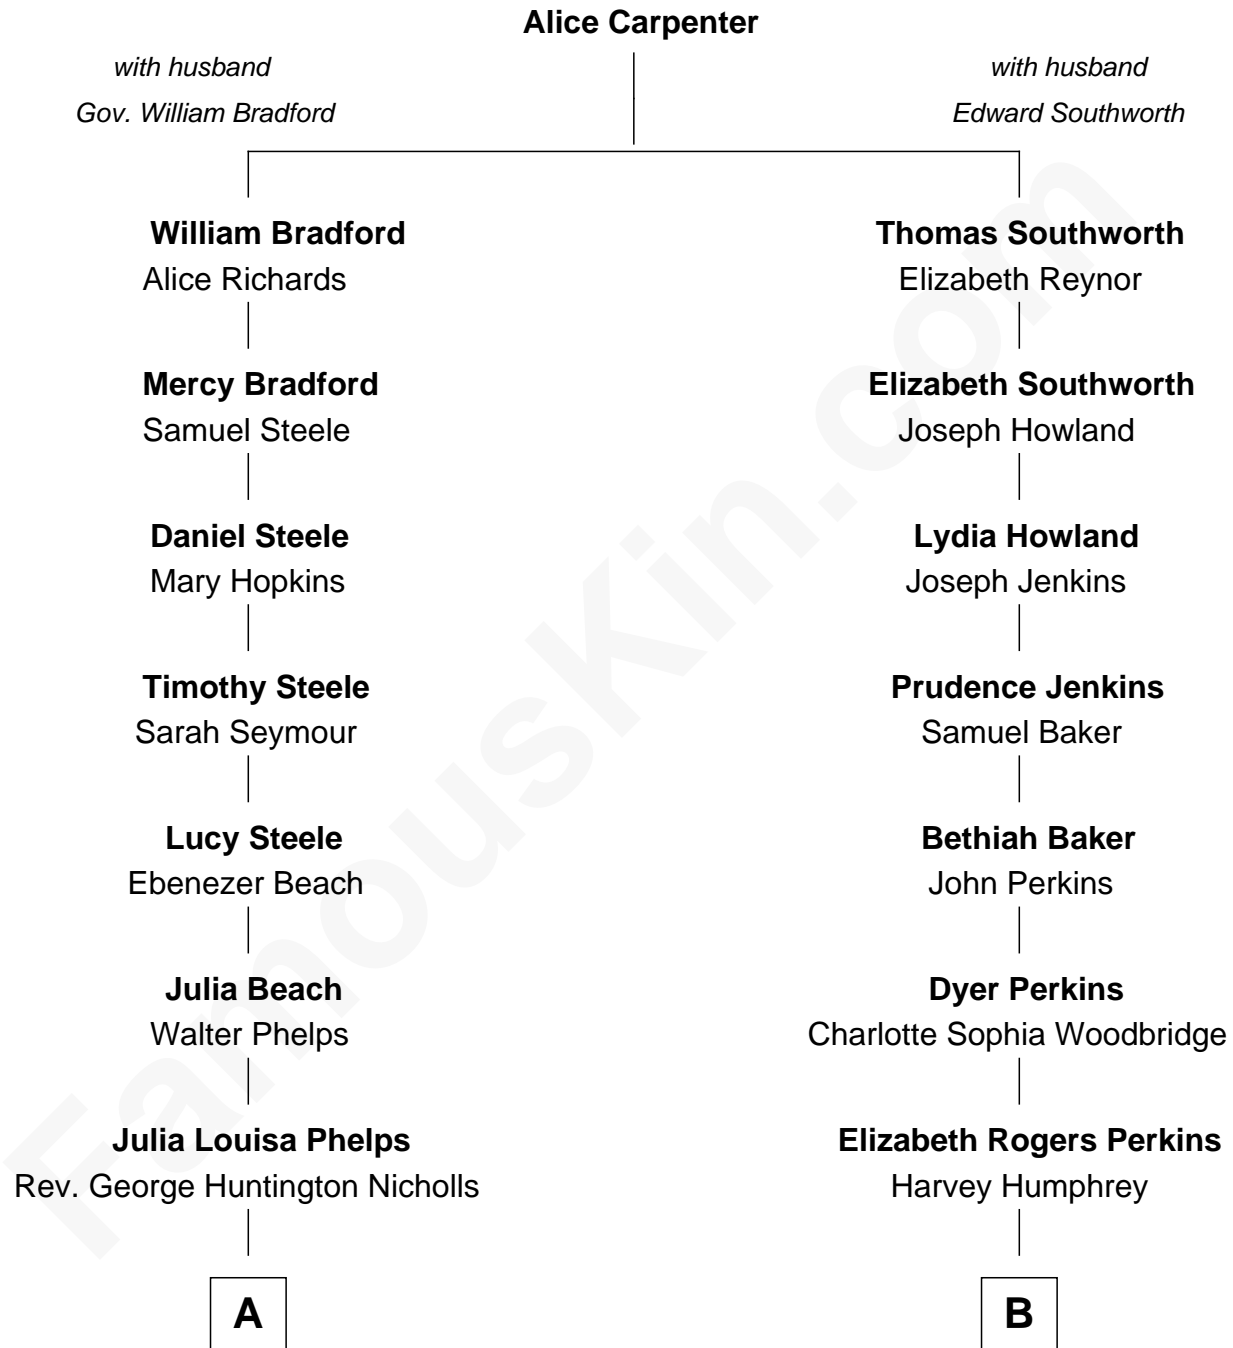 Alice Carpenter
with husband
Gov. William Bradford
with husband
Edward Southworth
William Bradford
Alice Richards
Thomas Southworth
Elizabeth Reynor
Mercy Bradford
Samuel Steele
Elizabeth Southworth
Joseph Howland
Daniel Steele
Mary Hopkins
Lydia Howland
Joseph Jenkins
Timothy Steele
Sarah Seymour
Prudence Jenkins
Samuel Baker
Lucy Steele
Ebenezer Beach
Bethiah Baker
John Perkins
Julia Beach
Walter Phelps
Dyer Perkins
Charlotte Sophia Woodbridge
Julia Louisa Phelps
Rev. George Huntington Nicholls
Elizabeth Rogers Perkins
Harvey Humphrey
A
B
FamousKin.com